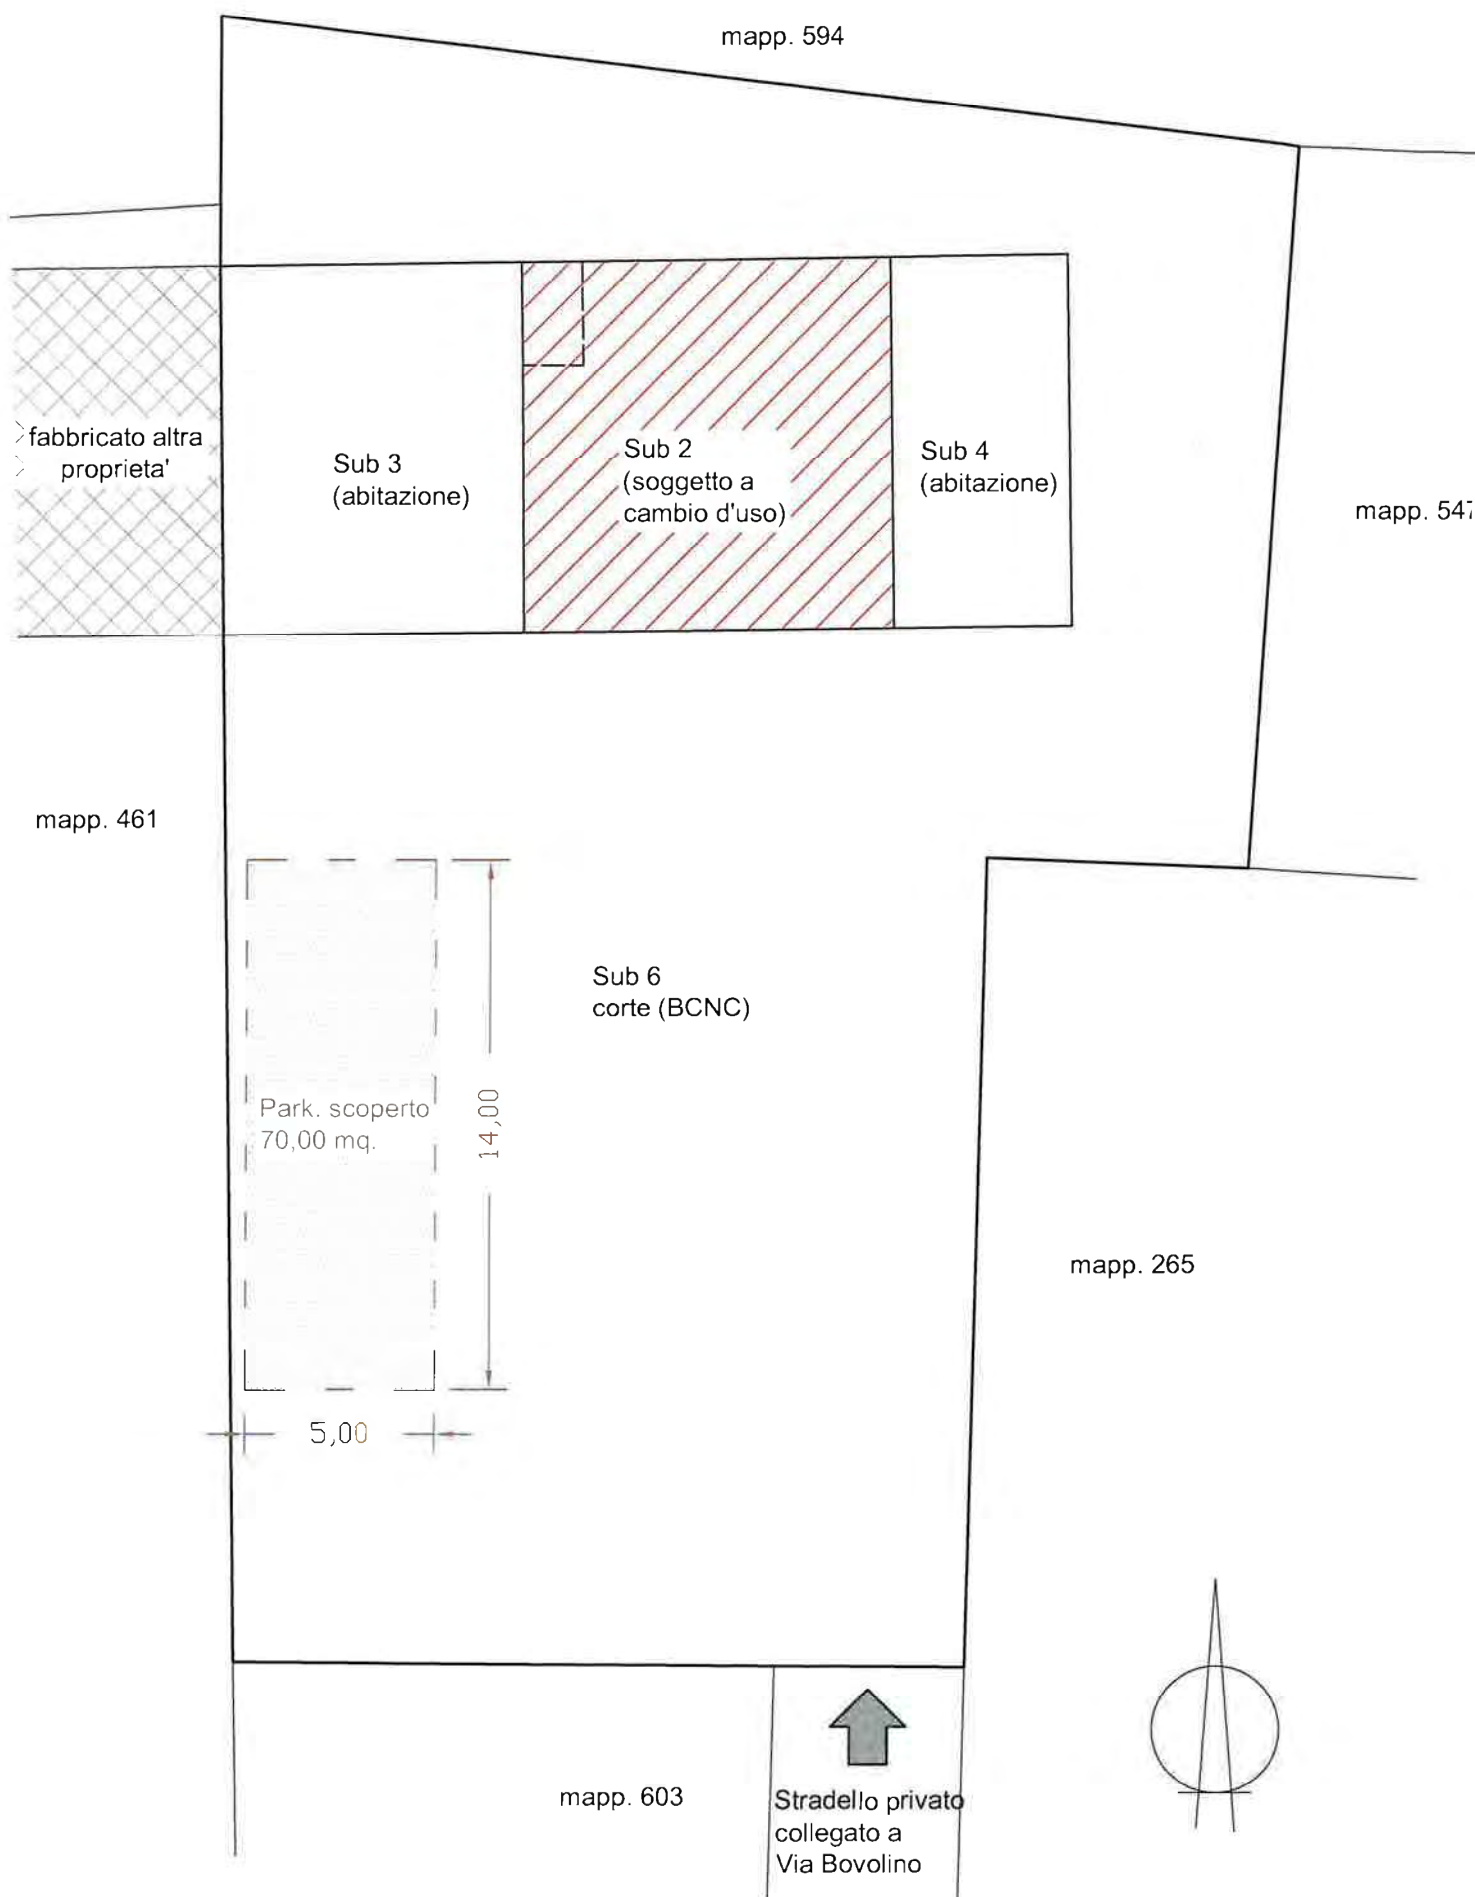 mapp. 594
fabbricato altra
proprieta'
Sub 3
(abitazione)
Sub 2
(soggetto a
cambio d'uso)
Sub 4
(abitazione)
mapp. 547
mapp. 461
Sub 6
corte (BCNC)
Park. scoperto
70,00 mq.
14,00
5,00
mapp. 265
mapp. 603
Stradello privato
collegato a
Via Bovolino